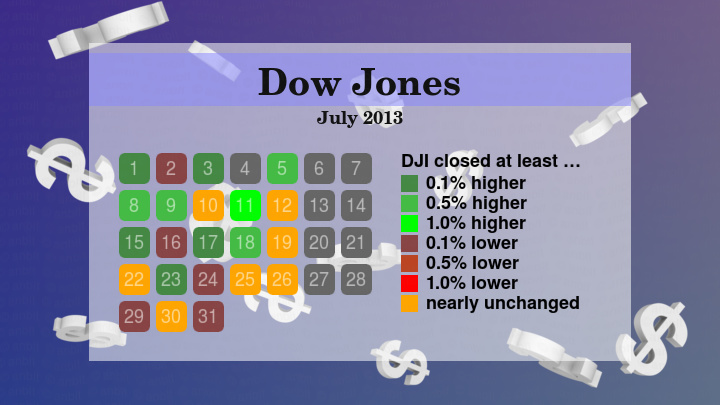 Dow Jones
July 2013
1 2 3 4 5 6 7
8 9 10 11 12 13 14
15 16 17 18 19 20 21
22 23 24 25 26 27 28
29 30 31
DJI closed at least …
0.1% higher
0.5% higher
1.0% higher
0.1% lower
0.5% lower
1.0% lower
nearly unchanged